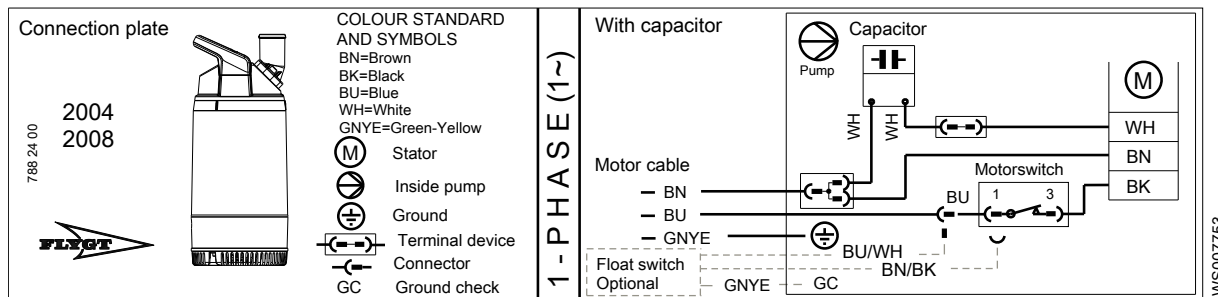 Connection plate
2004
2008
788 24 00
FLYGT
COLOUR STANDARD
AND SYMBOLS
BN=Brown
BK=Black
BU=Blue
WH=White
GNYE=Green-Yellow
M Stator
Inside pump
Ground
Terminal device
Connector
GC Ground check
1 - PHASE (1~)
With capacitor
Pump
Capacitor
M
WH
WH
WH
BN
BK
Motorswitch
1 3
Motor cable
BN
BU
BU
GNYE
BU/WH
BN/BK
Float switch
Optional
GNYE
GC
WS007753